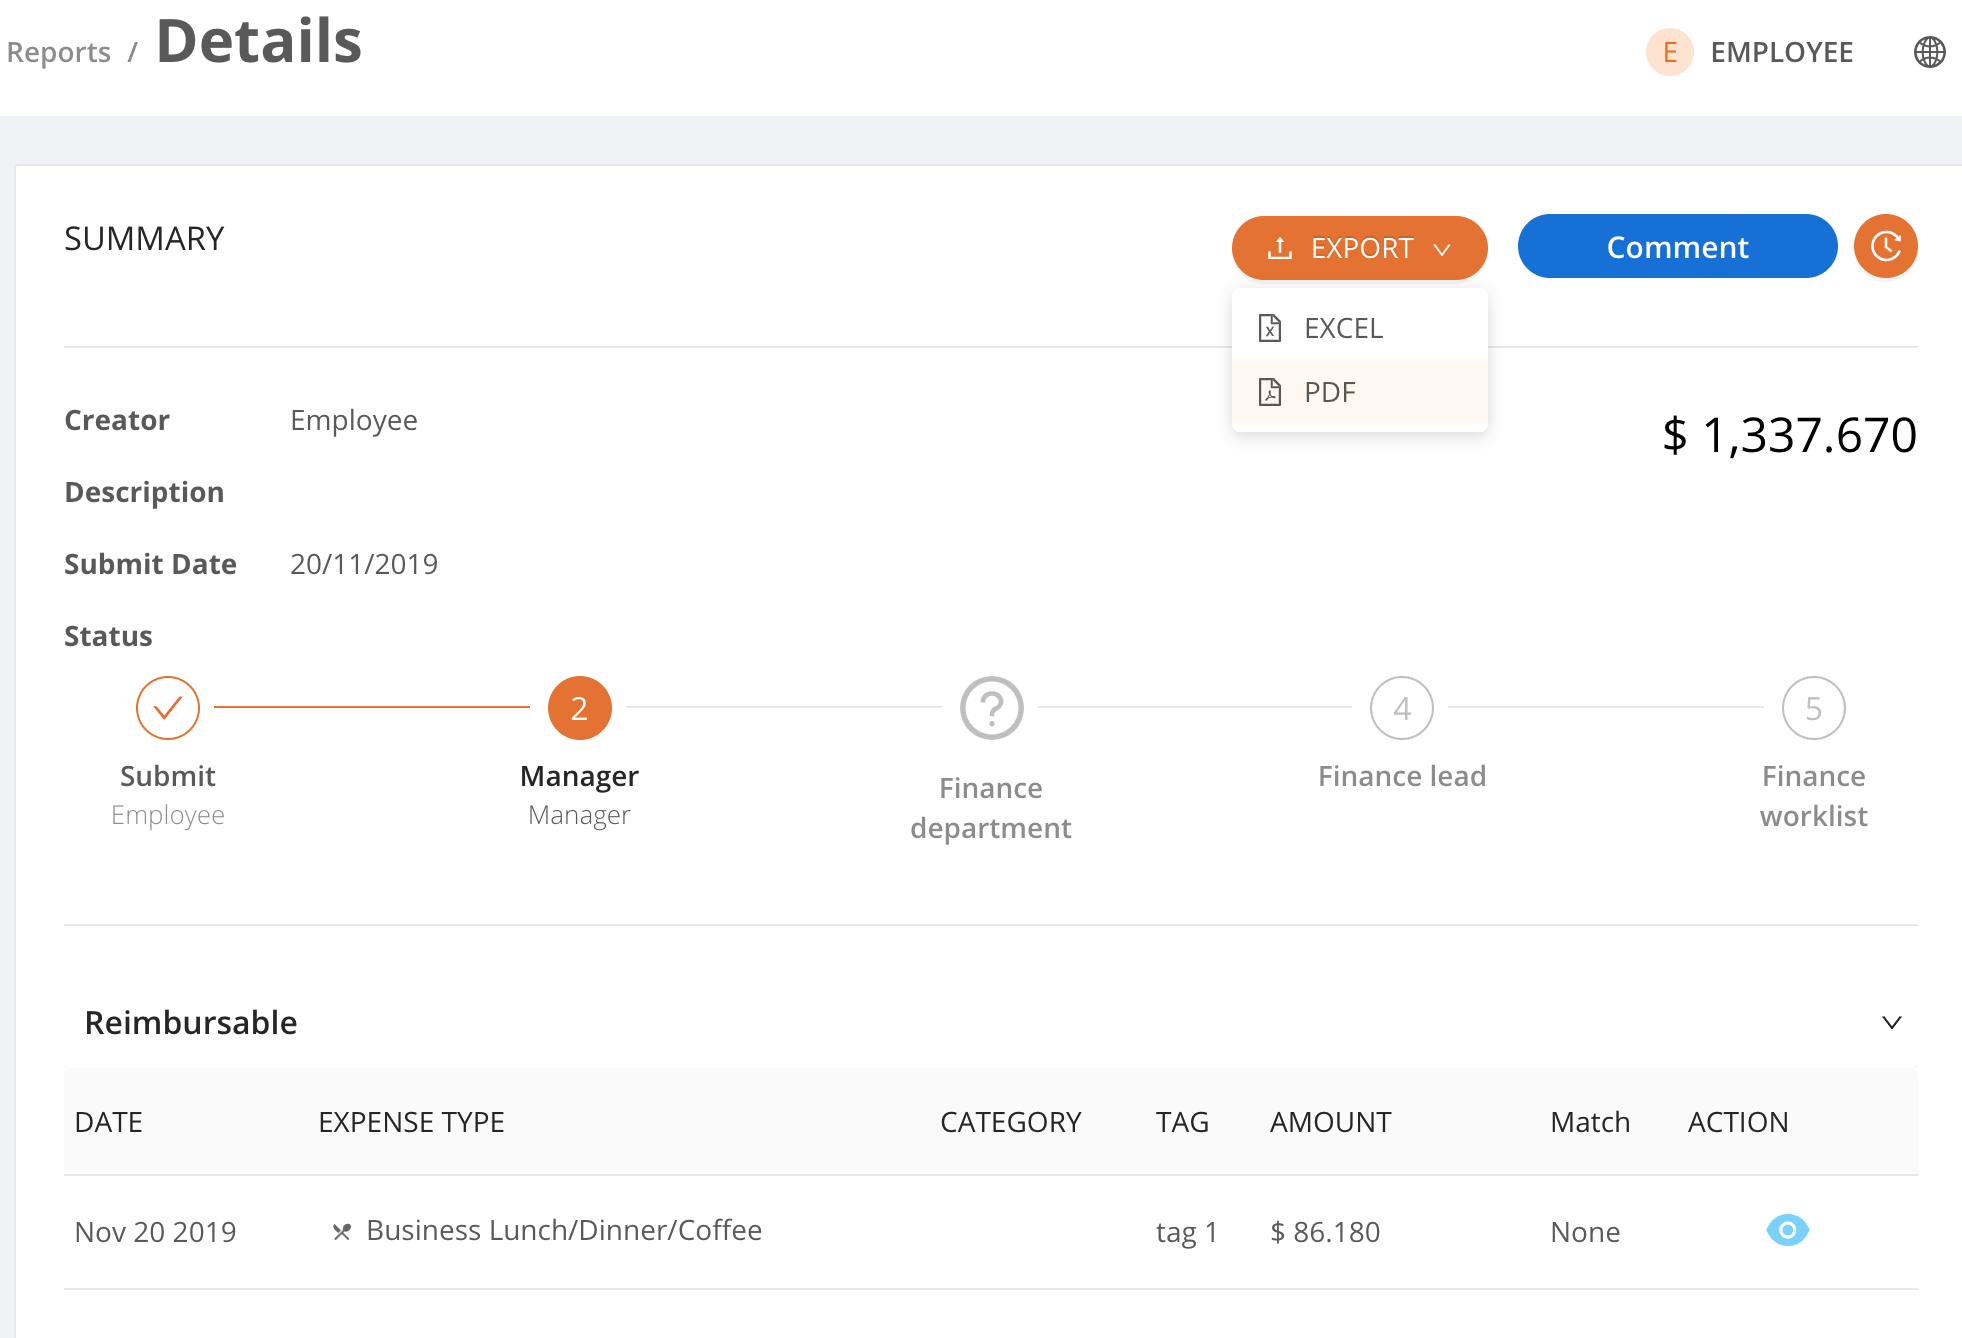 Reports / Details
E EMPLOYEE
SUMMARY
EXPORT
Comment
EXCEL
PDF
Creator Employee
$ 1,337.670
Description
Submit Date 20/11/2019
Status
2 ? 4 5
Submit
Employee
Manager
Manager
Finance
department
Finance lead
Finance
worklist
Reimbursable
DATE EXPENSE TYPE CATEGORY TAG AMOUNT Match ACTION
Nov 20 2019 Business Lunch/Dinner/Coffee tag 1 $ 86.180 None